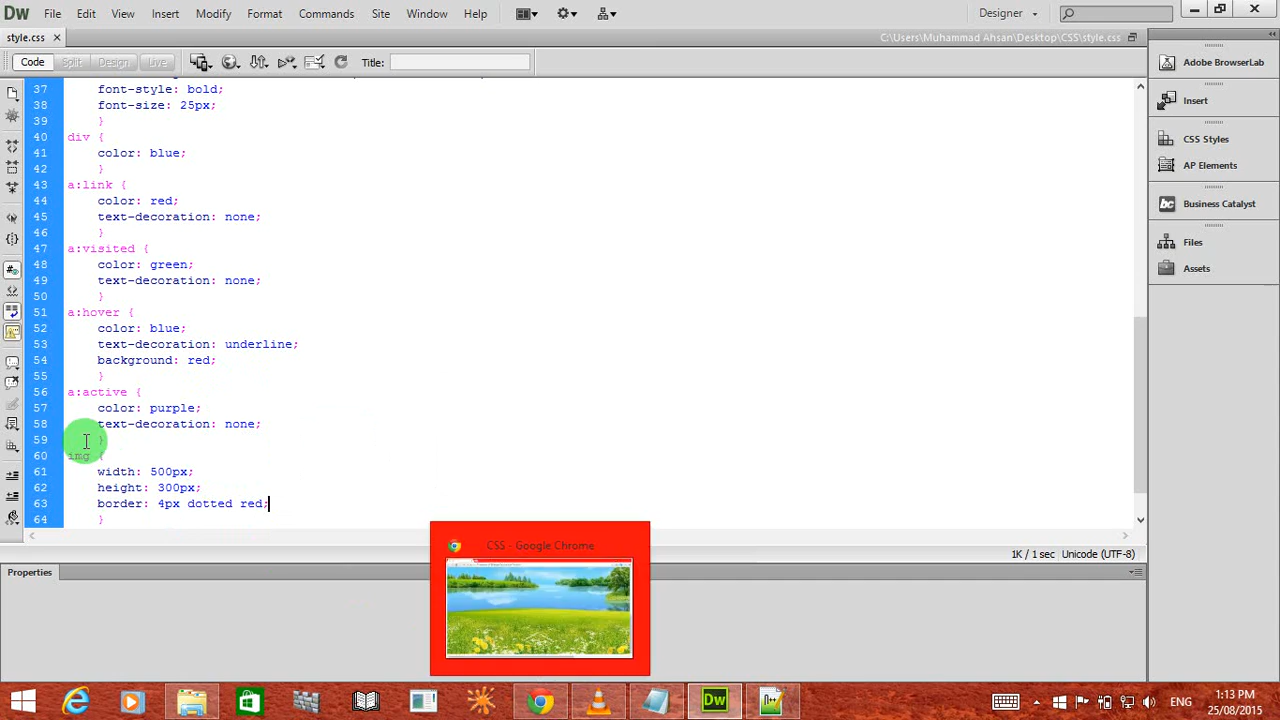 Dw File Edit View Insert Modify Format Commands Site Window Help Designer
style.css C:\Users\Muhammad Ahsan\Desktop\CSS\style.css
Code Split Design Live Title:
37 font-style: bold;
38 font-size: 25px;
39 }
40 div {
41 color: blue;
42 }
43 a:link {
44 color: red;
45 text-decoration: none;
46 }
47 a:visited {
48 color: green;
49 text-decoration: none;
50 }
51 a:hover {
52 color: blue;
53 text-decoration: underline;
54 background: red;
55 }
56 a:active {
57 color: purple;
58 text-decoration: none;
59 }
60 img {
61 width: 500px;
62 height: 300px;
63 border: 4px dotted red;
64 }
Adobe BrowserLab
Insert
CSS Styles
AP Elements
bc Business Catalyst
Files
Assets
1K / 1 sec Unicode (UTF-8)
Properties
CSS - Google Chrome
Dw
ENG
1:13 PM
25/08/2015